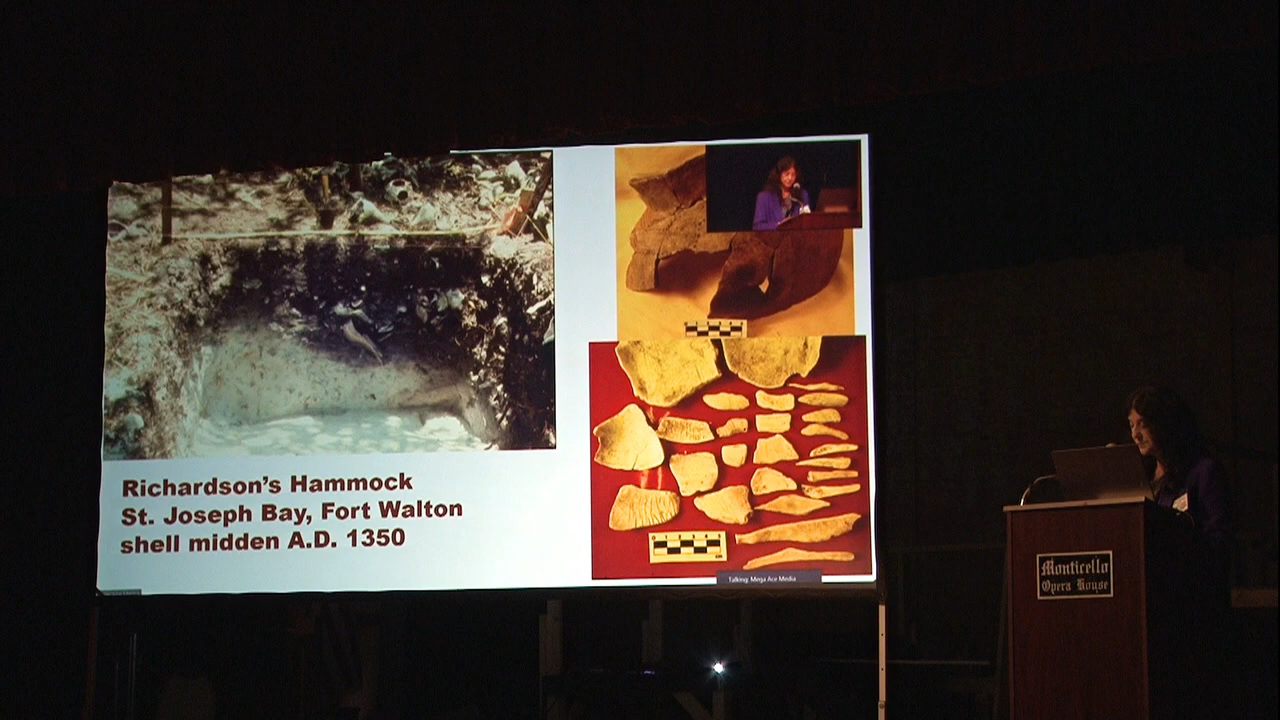 Richardson's Hammock
St. Joseph Bay, Fort Walton
shell midden A.D. 1350
Talking: Mega Ace Media
Monticello
Opera House